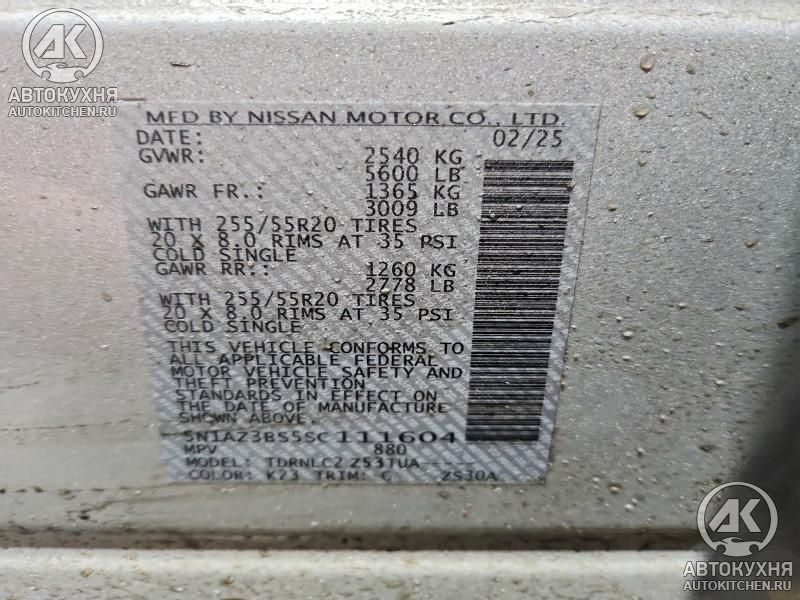 AK
АВТОКУХНЯ
AUTOKITCHEN.RU
MFD BY NISSAN MOTOR CO., LTD.
DATE: 02/25
GVWR: 2540 KG
5600 LB
GAWR FR.: 1365 KG
3009 LB
WITH 255/55R20 TIRES
20 X 8.0 RIMS AT 35 PSI
COLD SINGLE
GAWR RR.: 1260 KG
2778 LB
WITH 255/55R20 TIRES
20 X 8.0 RIMS AT 35 PSI
COLD SINGLE
THIS VEHICLE CONFORMS TO
ALL APPLICABLE FEDERAL
MOTOR VEHICLE SAFETY AND
THEFT PREVENTION
STANDARDS IN EFFECT ON
THE DATE OF MANUFACTURE
SHOWN ABOVE.
5N1AZ3BS5SC111604
MPV 880
MODEL: TDRNLC2 Z53TUA----
COLOR: K23 TRIM: G ZS30A
AK
АВТОКУХНЯ
AUTOKITCHEN.RU